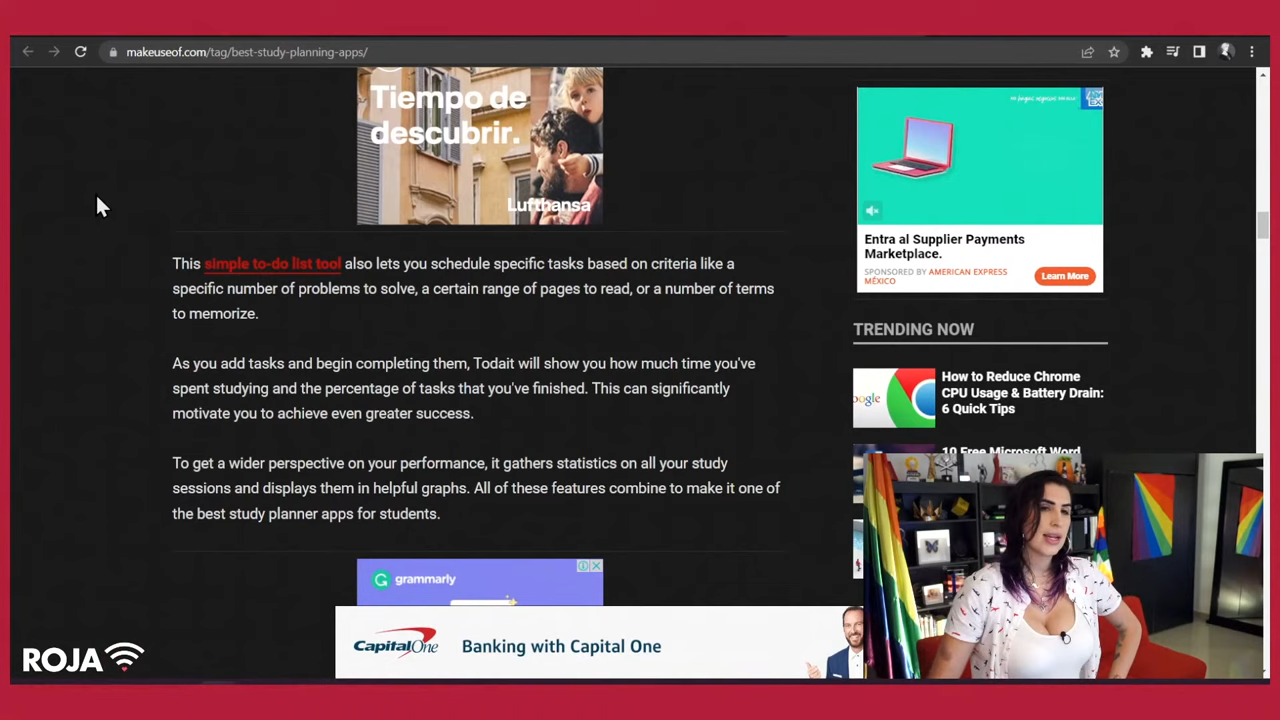 makeuseof.com/tag/best-study-planning-apps/
Tiempo de
descubrir.
Lufthansa
Entra al Supplier Payments
Marketplace.
SPONSORED BY AMERICAN EXPRESS
MÉXICO
Learn More
This simple to-do list tool also lets you schedule specific tasks based on criteria like a
specific number of problems to solve, a certain range of pages to read, or a number of terms
to memorize.
As you add tasks and begin completing them, Todait will show you how much time you've
spent studying and the percentage of tasks that you've finished. This can significantly
motivate you to achieve even greater success.
To get a wider perspective on your performance, it gathers statistics on all your study
sessions and displays them in helpful graphs. All of these features combine to make it one of
the best study planner apps for students.
TRENDING NOW
ogle
How to Reduce Chrome
CPU Usage & Battery Drain:
6 Quick Tips
10 Free Microsoft Word
grammarly
Capital One
Banking with Capital One
ROJA